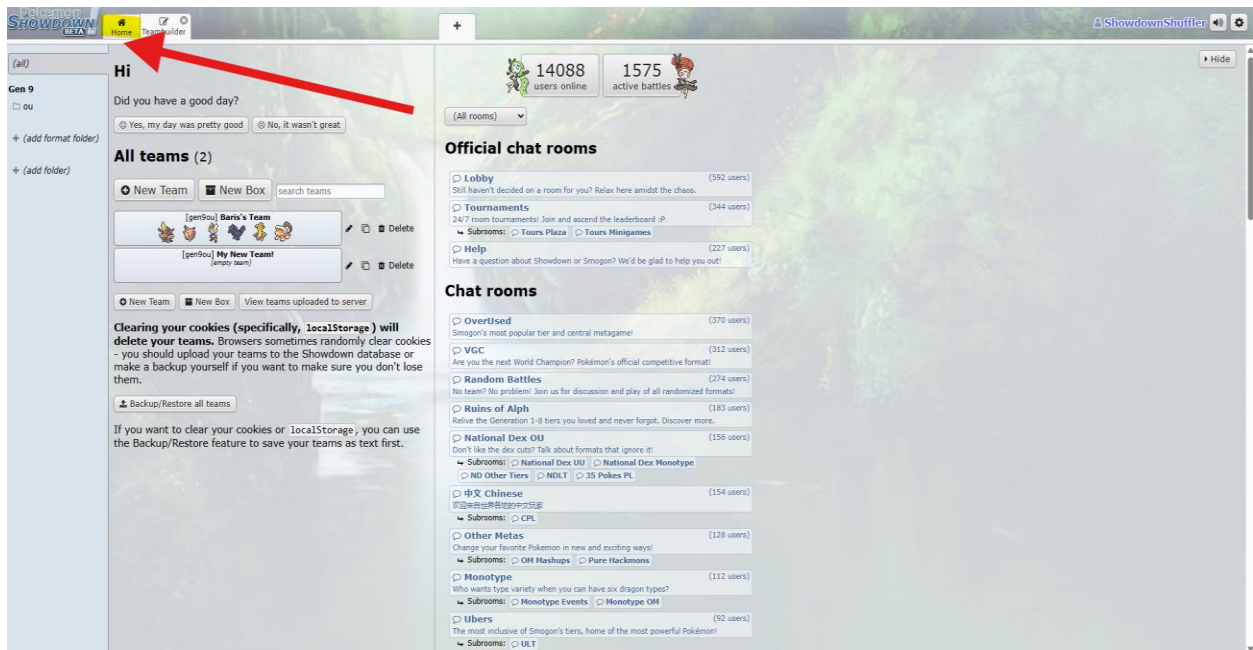 Pokémon
SHOWDOWN
BETA
Home
Teambuilder
+
ShowdownShuffler
(all)
Gen 9
ou
+ (add format folder)
+ (add folder)
Hi
Did you have a good day?
Yes, my day was pretty good
No, it wasn't great
All teams (2)
New Team
New Box
search teams
[gen9ou] Baris's Team
Delete
[gen9ou] My New Team!
(empty team)
Delete
New Team
New Box
View teams uploaded to server
Clearing your cookies (specifically, localStorage) will
delete your teams. Browsers sometimes randomly clear cookies
- you should upload your teams to the Showdown database or
make a backup yourself if you want to make sure you don't lose
them.
Backup/Restore all teams
If you want to clear your cookies or localStorage, you can use
the Backup/Restore feature to save your teams as text first.
14088
users online
1575
active battles
Hide
(All rooms)
Official chat rooms
Lobby (592 users)
Still haven't decided on a room for you? Relax here amidst the chaos.
Tournaments (344 users)
24/7 room tournaments! Join and ascend the leaderboard :P
Subrooms: Tours Plaza Tours Minigames
Help (227 users)
Have a question about Showdown or Smogon? We'd be glad to help you out!
Chat rooms
OverUsed (370 users)
Smogon's most popular tier and central metagame!
VGC (312 users)
Are you the next World Champion? Pokémon's official competitive format!
Random Battles (274 users)
No team? No problem! Join us for discussion and play of all randomized formats!
Ruins of Alph (183 users)
Relive the Generation 1-8 tiers you loved and never forgot. Discover more.
National Dex OU (156 users)
Don't like the dex cuts? Talk about formats that ignore it!
Subrooms: National Dex UU National Dex Monotype
ND Other Tiers NDLT 35 Pokes PL
中文 Chinese (154 users)
欢迎来自世界各地的中文玩家
Subrooms: CPL
Other Metas (128 users)
Change your favorite Pokemon in new and exciting ways!
Subrooms: OM Mashups Pure Hackmons
Monotype (112 users)
Who wants type variety when you can have six dragon types?
Subrooms: Monotype Events Monotype OM
Ubers (92 users)
The most inclusive of Smogon's tiers, home of the most powerful Pokémon!
Subrooms: ULT